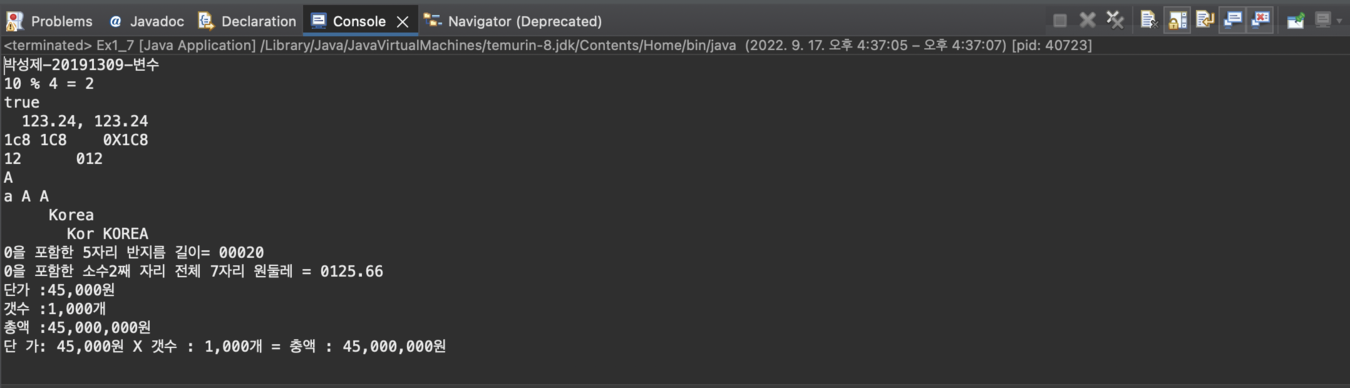 Problems Javadoc Declaration Console Navigator (Deprecated)
<terminated> Ex1_7 [Java Application] /Library/Java/JavaVirtualMachines/temurin-8.jdk/Contents/Home/bin/java (2022. 9. 17. 오후 4:37:05 – 오후 4:37:07) [pid: 40723]
박성제-20191309-변수
10 % 4 = 2
true
  123.24, 123.24
1c8 1C8    0X1C8
12      012
A
a A A
     Korea
       Kor KOREA
0을 포함한 5자리 반지름 길이= 00020
0을 포함한 소수2째 자리 전체 7자리 원둘레 = 0125.66
단가 :45,000원
갯수 :1,000개
총액 :45,000,000원
단 가: 45,000원 X 갯수 : 1,000개 = 총액 : 45,000,000원